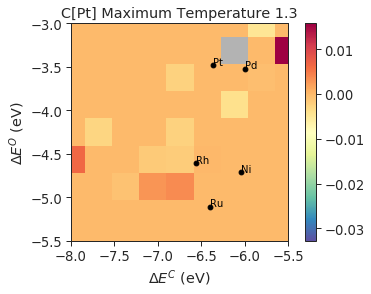 C[Pt] Maximum Temperature 1.3
−3.0
−3.5
−4.0
−4.5
−5.0
−5.5
ΔE^O (eV)
Pt
Pd
Rh
Ni
Ru
−8.0 −7.5 −7.0 −6.5 −6.0 −5.5
ΔE^C (eV)
0.01
0.00
−0.01
−0.02
−0.03